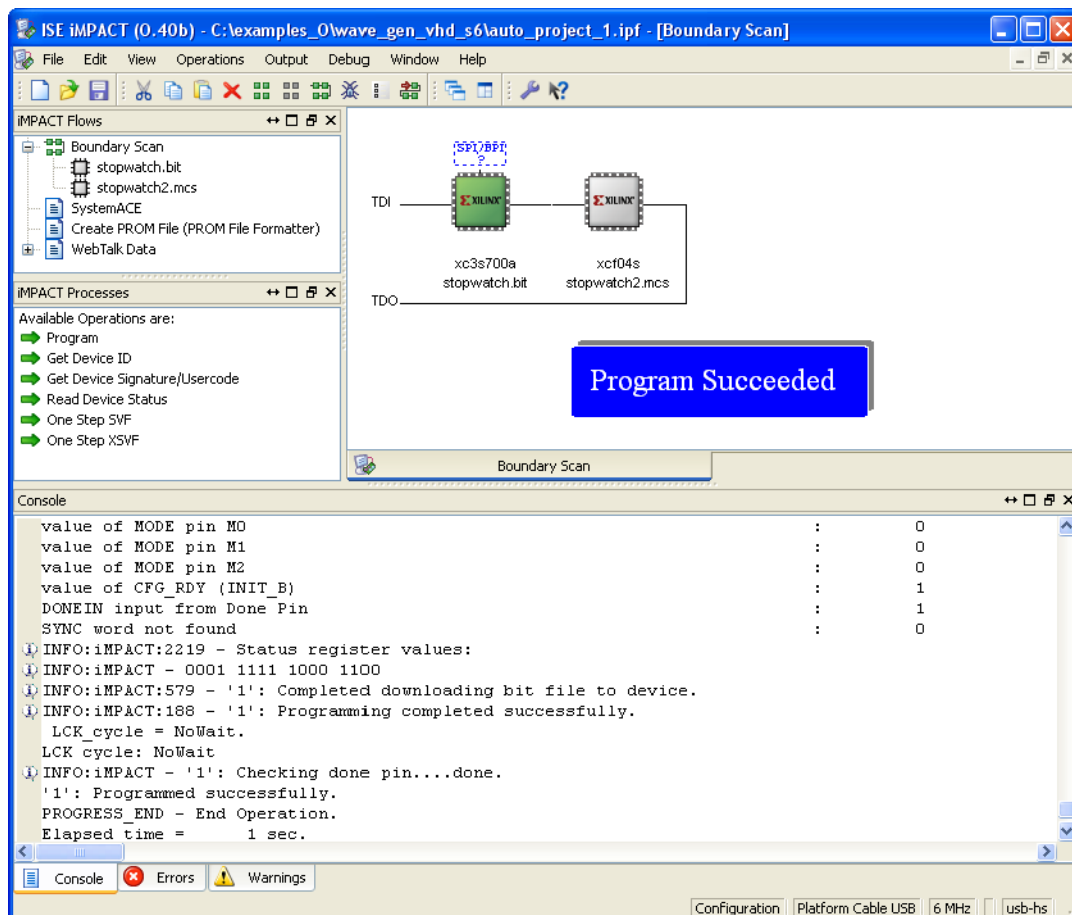 ISE iMPACT (O.40b) - C:\examples_O\wave_gen_vhd_s6\auto_project_1.ipf - [Boundary Scan]
File Edit View Operations Output Debug Window Help
iMPACT Flows
Boundary Scan
stopwatch.bit
stopwatch2.mcs
SystemACE
Create PROM File (PROM File Formatter)
WebTalk Data
iMPACT Processes
Available Operations are:
Program
Get Device ID
Get Device Signature/Usercode
Read Device Status
One Step SVF
One Step XSVF
SPI/BPI
?
TDI
XILINX
XILINX
xc3s700a
stopwatch.bit
xcf04s
stopwatch2.mcs
TDO
Program Succeeded
Boundary Scan
Console
value of MODE pin M0 : 0
value of MODE pin M1 : 0
value of MODE pin M2 : 0
value of CFG_RDY (INIT_B) : 1
DONEIN input from Done Pin : 1
SYNC word not found : 0
INFO:iMPACT:2219 - Status register values:
INFO:iMPACT - 0001 1111 1000 1100
INFO:iMPACT:579 - '1': Completed downloading bit file to device.
INFO:iMPACT:188 - '1': Programming completed successfully.
LCK_cycle = NoWait.
LCK cycle: NoWait
INFO:iMPACT - '1': Checking done pin....done.
'1': Programmed successfully.
PROGRESS_END - End Operation.
Elapsed time = 1 sec.
Console Errors Warnings
Configuration Platform Cable USB 6 MHz usb-hs